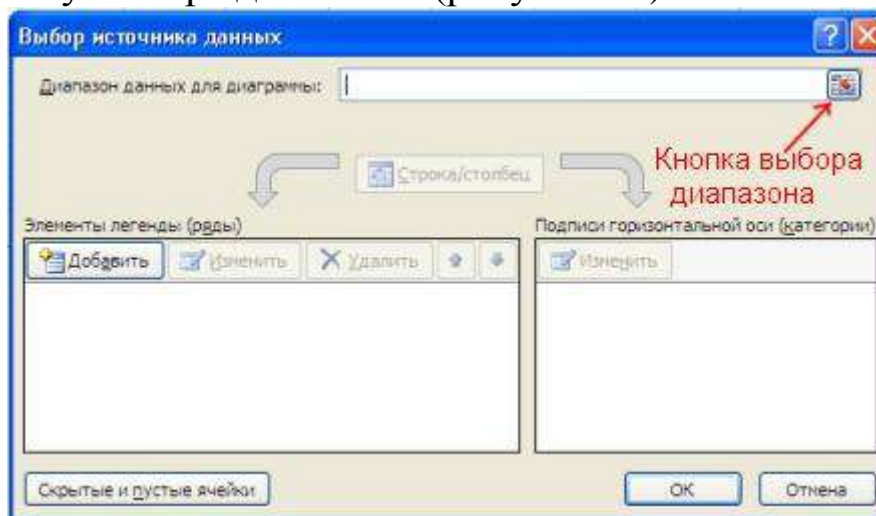 Выбор источника данных
Диапазон данных для диаграммы:
Кнопка выбора
диапазона
Строка/столбец
Элементы легенды (ряды)
Подписи горизонтальной оси (категории)
Добавить Изменить Удалить
Изменить
Скрытые и пустые ячейки ОК Отмена